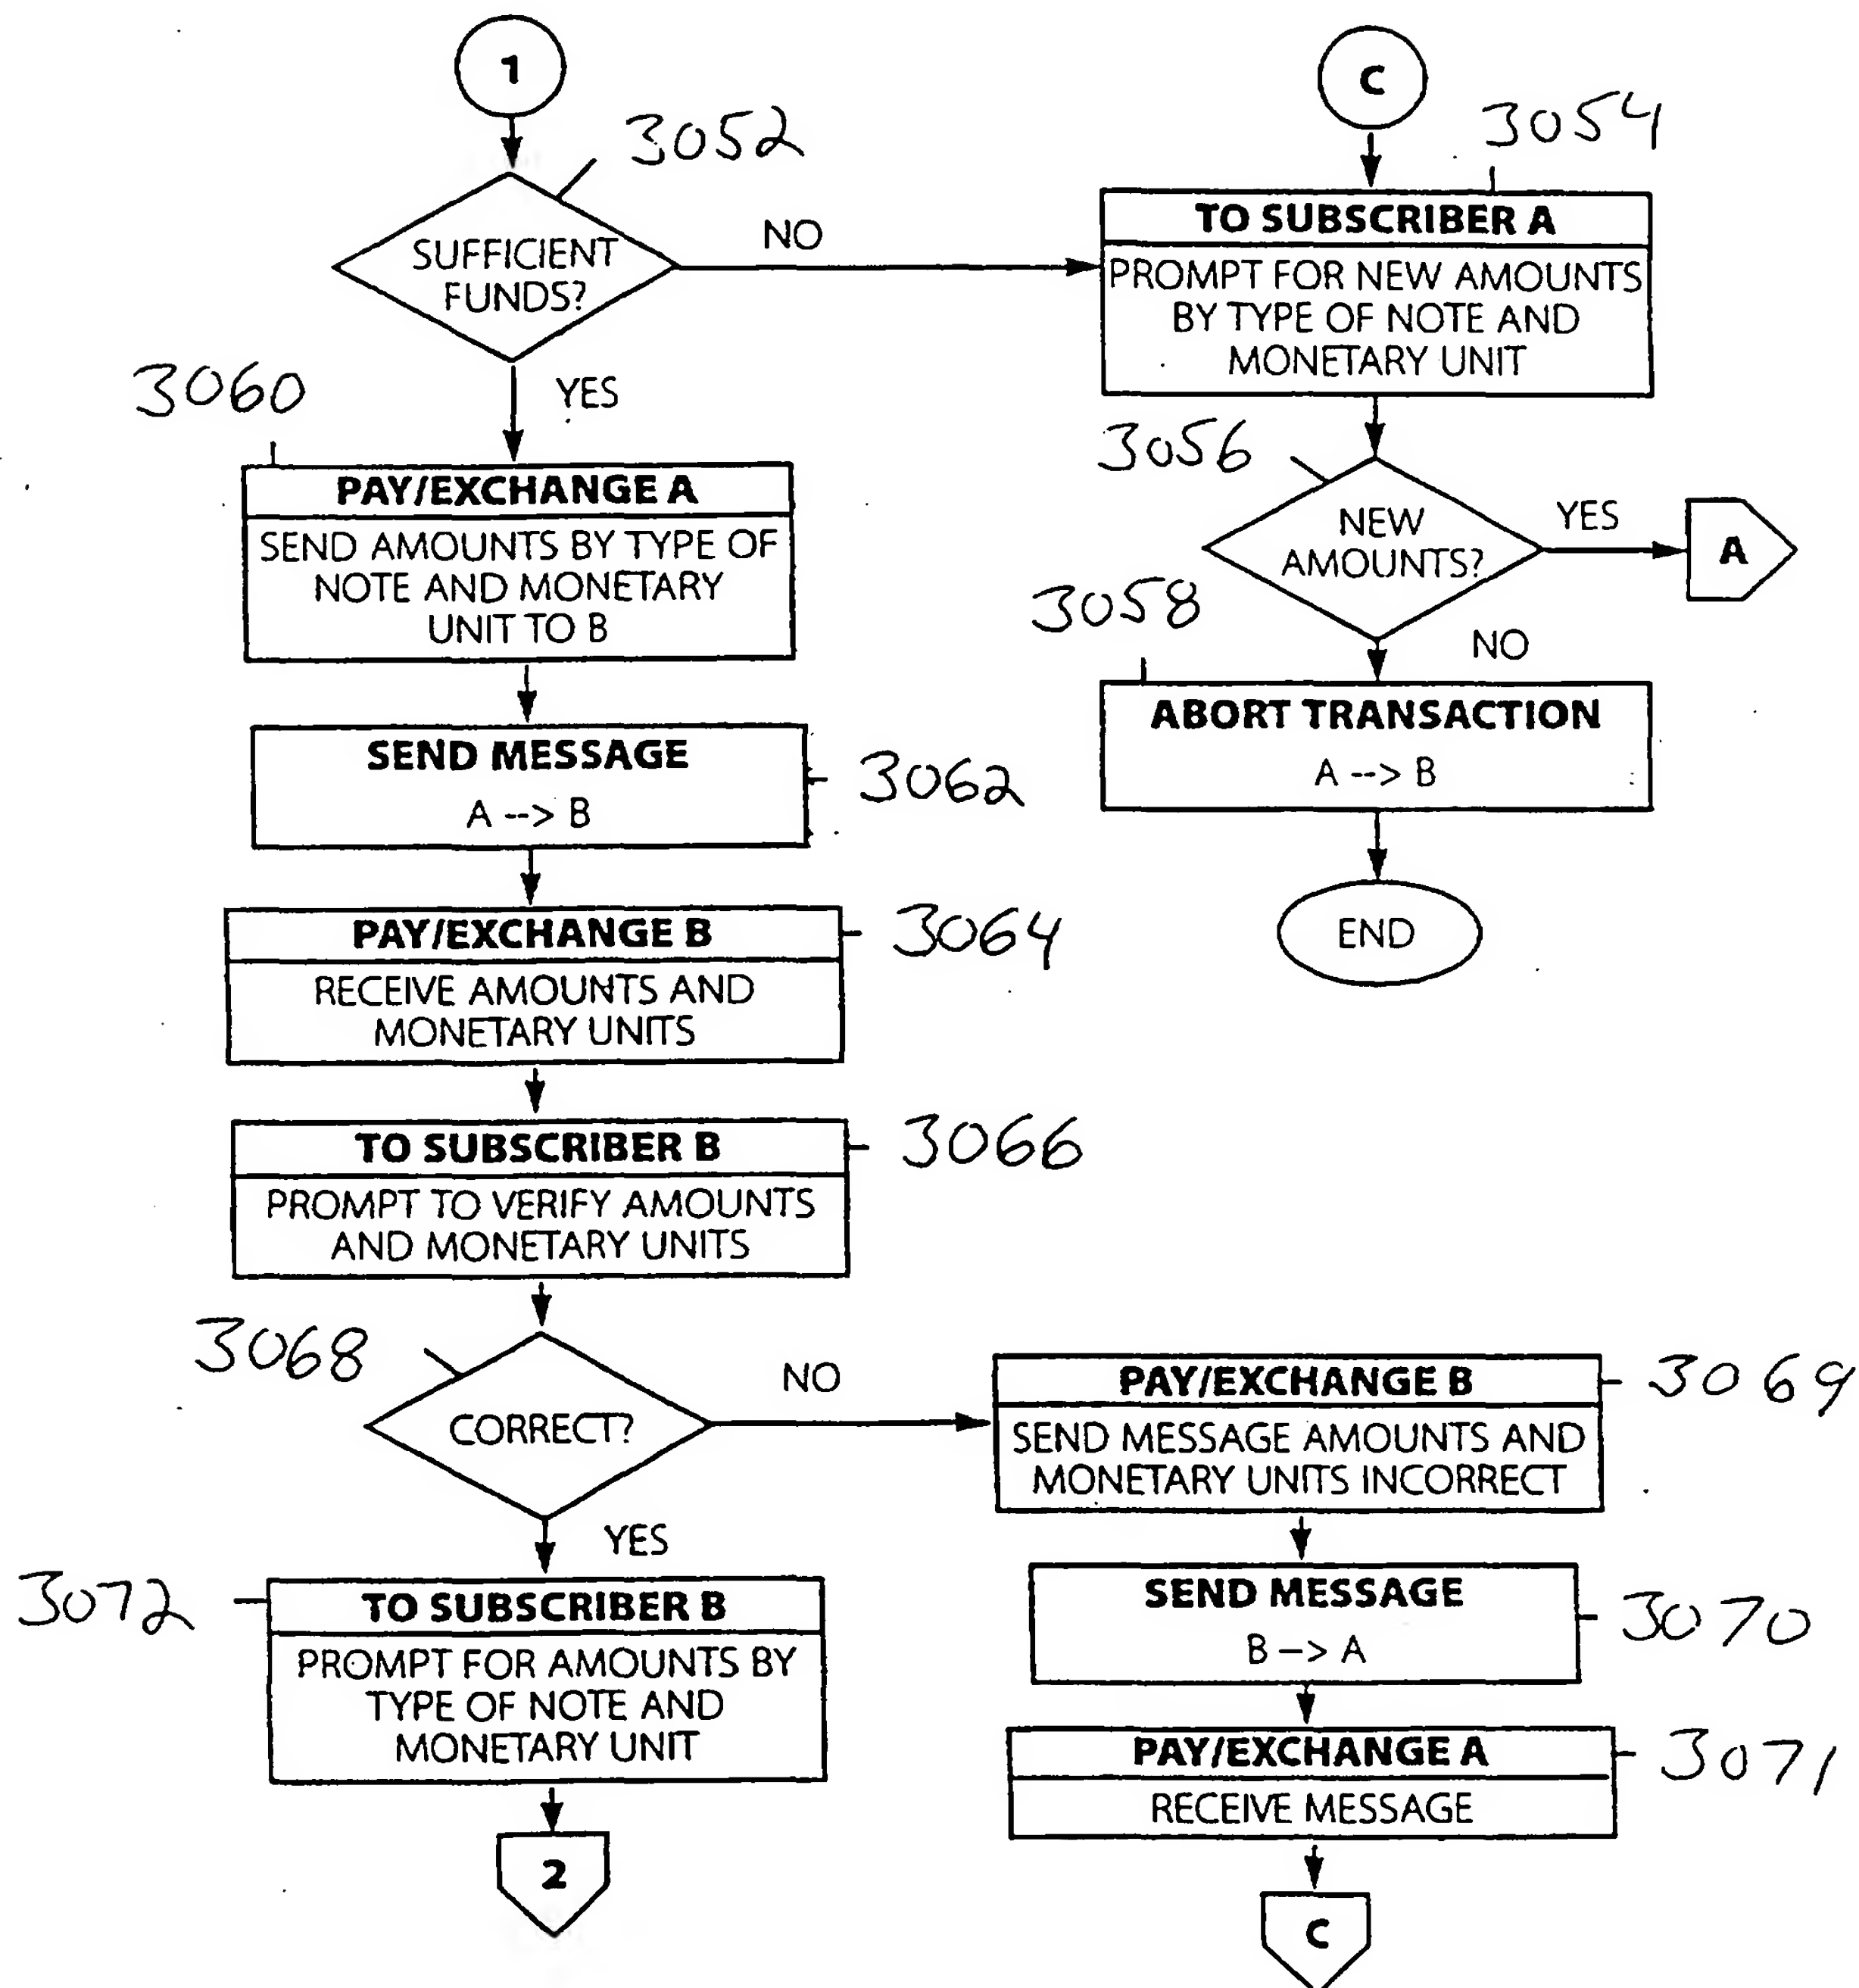 1
3052
SUFFICIENT
FUNDS?
NO
YES
3060
PAY/EXCHANGE A
SEND AMOUNTS BY TYPE OF
NOTE AND MONETARY
UNIT TO B
SEND MESSAGE
A --> B
3062
PAY/EXCHANGE B
RECEIVE AMOUNTS AND
MONETARY UNITS
3064
TO SUBSCRIBER B
PROMPT TO VERIFY AMOUNTS
AND MONETARY UNITS
3066
3068
CORRECT?
NO
YES
3072
TO SUBSCRIBER B
PROMPT FOR AMOUNTS BY
TYPE OF NOTE AND
MONETARY UNIT
2
C
3054
TO SUBSCRIBER A
PROMPT FOR NEW AMOUNTS
BY TYPE OF NOTE AND
MONETARY UNIT
3056
NEW
AMOUNTS?
YES
A
3058
NO
ABORT TRANSACTION
A --> B
END
PAY/EXCHANGE B
3069
SEND MESSAGE AMOUNTS AND
MONETARY UNITS INCORRECT
SEND MESSAGE
B --> A
3070
PAY/EXCHANGE A
3071
RECEIVE MESSAGE
C